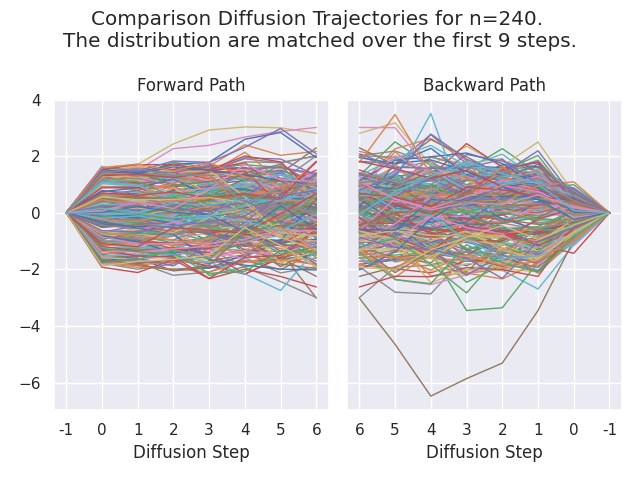 Comparison Diffusion Trajectories for n=240.
The distribution are matched over the first 9 steps.
Forward Path
Backward Path
4
2
0
−2
−4
−6
-1 0 1 2 3 4 5 6
6 5 4 3 2 1 0 -1
Diffusion Step
Diffusion Step